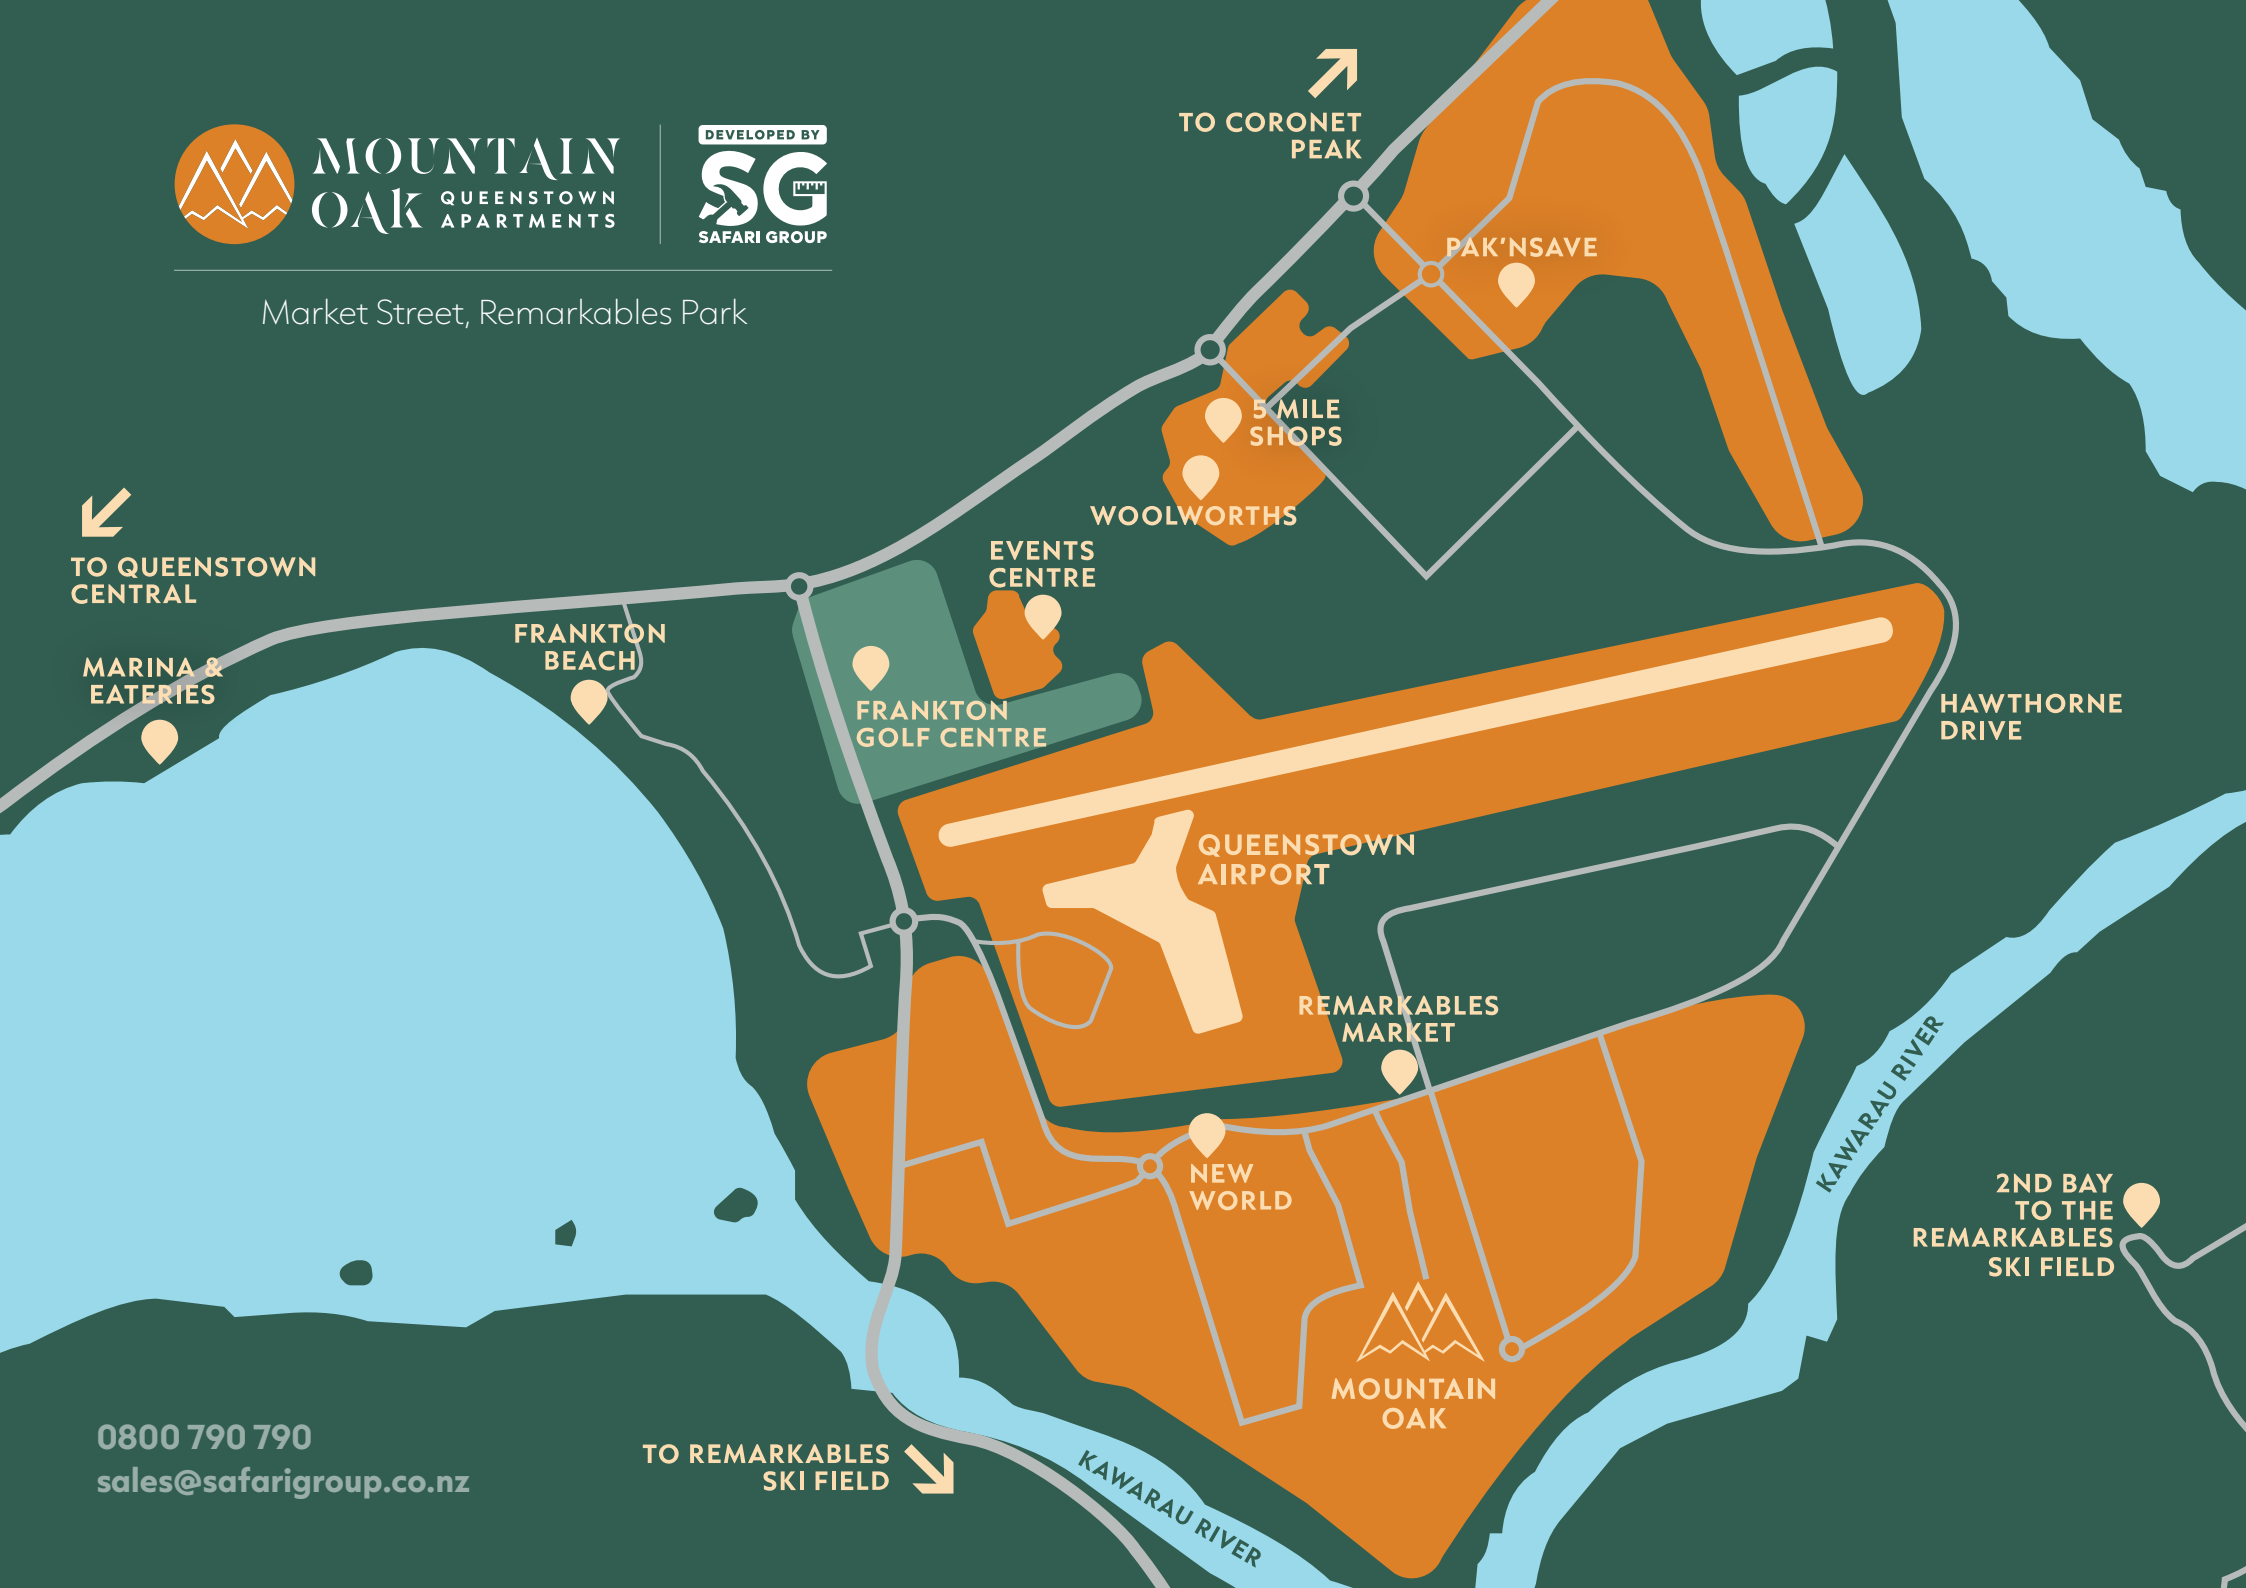 MOUNTAIN
OAK QUEENSTOWN
APARTMENTS
DEVELOPED BY
SG
SAFARI GROUP
Market Street, Remarkables Park
TO CORONET
PEAK
PAK'NSAVE
5 MILE
SHOPS
WOOLWORTHS
EVENTS
CENTRE
TO QUEENSTOWN
CENTRAL
MARINA &
EATERIES
FRANKTON
BEACH
FRANKTON
GOLF CENTRE
HAWTHORNE
DRIVE
QUEENSTOWN
AIRPORT
REMARKABLES
MARKET
NEW
WORLD
KAWARAU RIVER
2ND BAY
TO THE
REMARKABLES
SKI FIELD
MOUNTAIN
OAK
TO REMARKABLES
SKI FIELD
KAWARAU RIVER
0800 790 790
sales@safarigroup.co.nz